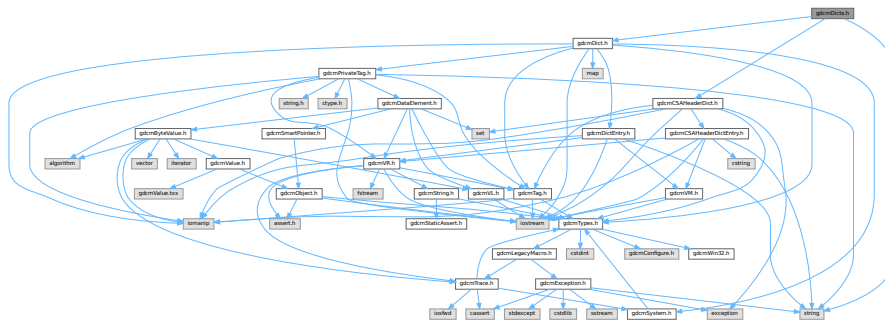 gdcmDicts.h
gdcmDict.h
gdcmPrivateTag.h
map
string.h
ctype.h
gdcmDataElement.h
gdcmCSAHeaderDict.h
gdcmByteValue.h
gdcmSmartPointer.h
set
gdcmDictEntry.h
gdcmCSAHeaderDictEntry.h
algorithm
vector
iterator
gdcmValue.h
gdcmVR.h
cstring
gdcmValue.txx
gdcmObject.h
fstream
gdcmString.h
gdcmVL.h
gdcmTag.h
gdcmVM.h
iomanip
assert.h
gdcmStaticAssert.h
iostream
gdcmTypes.h
gdcmLegacyMacro.h
cstdint
gdcmConfigure.h
gdcmWin32.h
gdcmTrace.h
gdcmException.h
iosfwd
cassert
stdexcept
cstdlib
sstream
gdcmSystem.h
exception
string